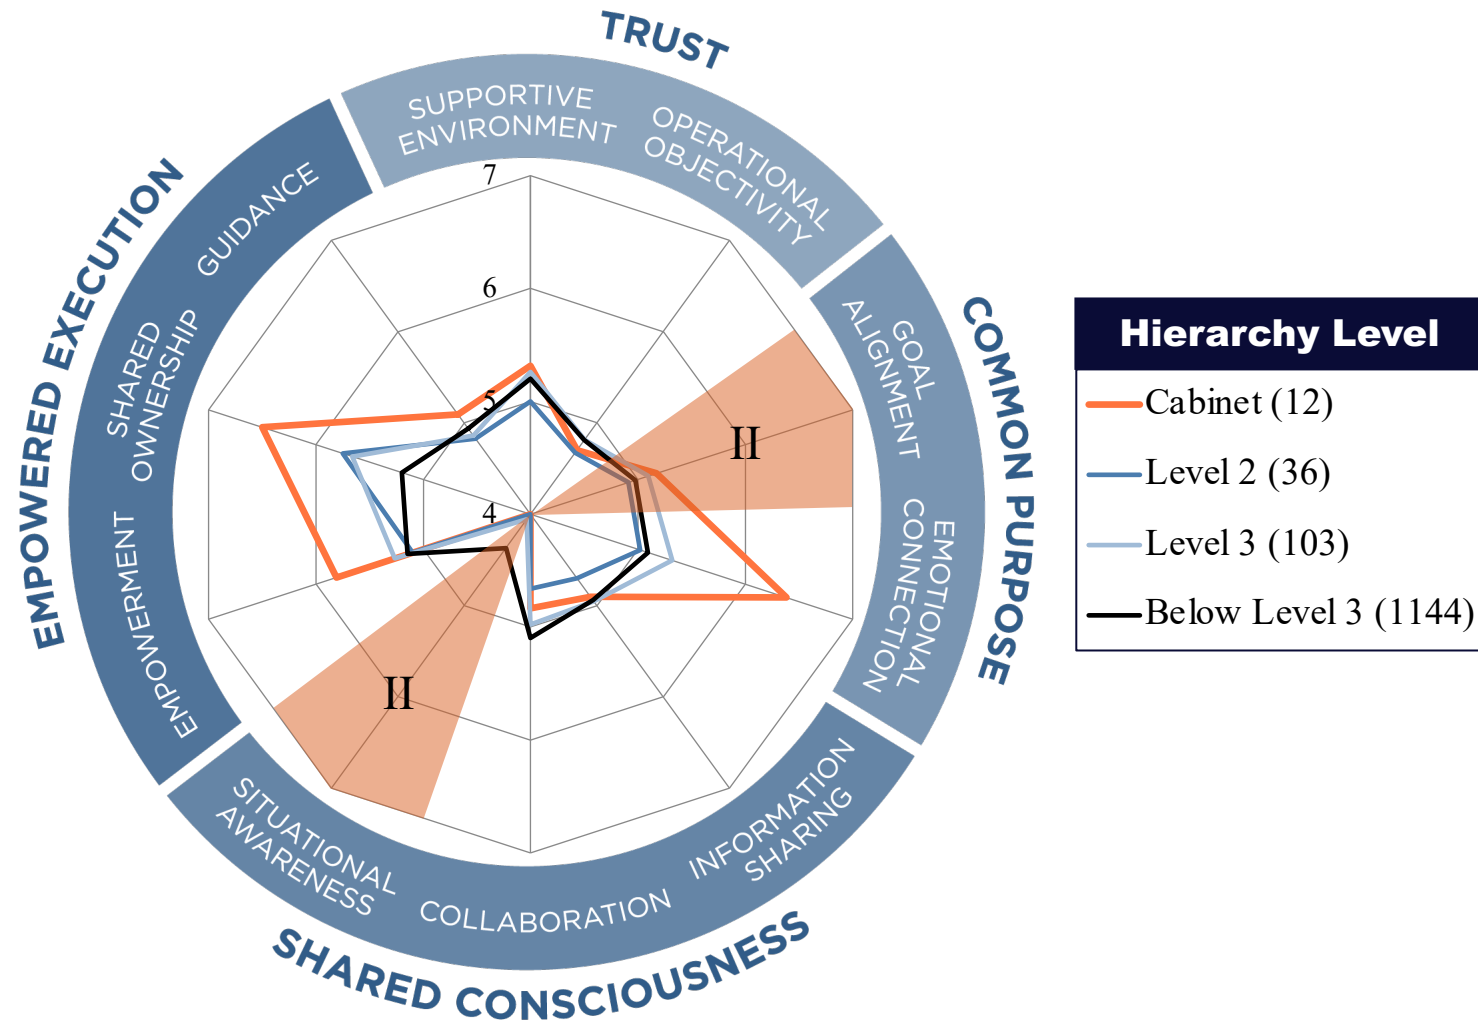 TRUST
SUPPORTIVE
ENVIRONMENT
OPERATIONAL
OBJECTIVITY
COMMON PURPOSE
GOAL
ALIGNMENT
EMOTIONAL
CONNECTION
SHARED CONSCIOUSNESS
INFORMATION
SHARING
COLLABORATION
SITUATIONAL
AWARENESS
EMPOWERED EXECUTION
EMPOWERMENT
SHARED
OWNERSHIP
GUIDANCE
7
6
5
4
II
II
Hierarchy Level
Cabinet (12)
Level 2 (36)
Level 3 (103)
Below Level 3 (1144)